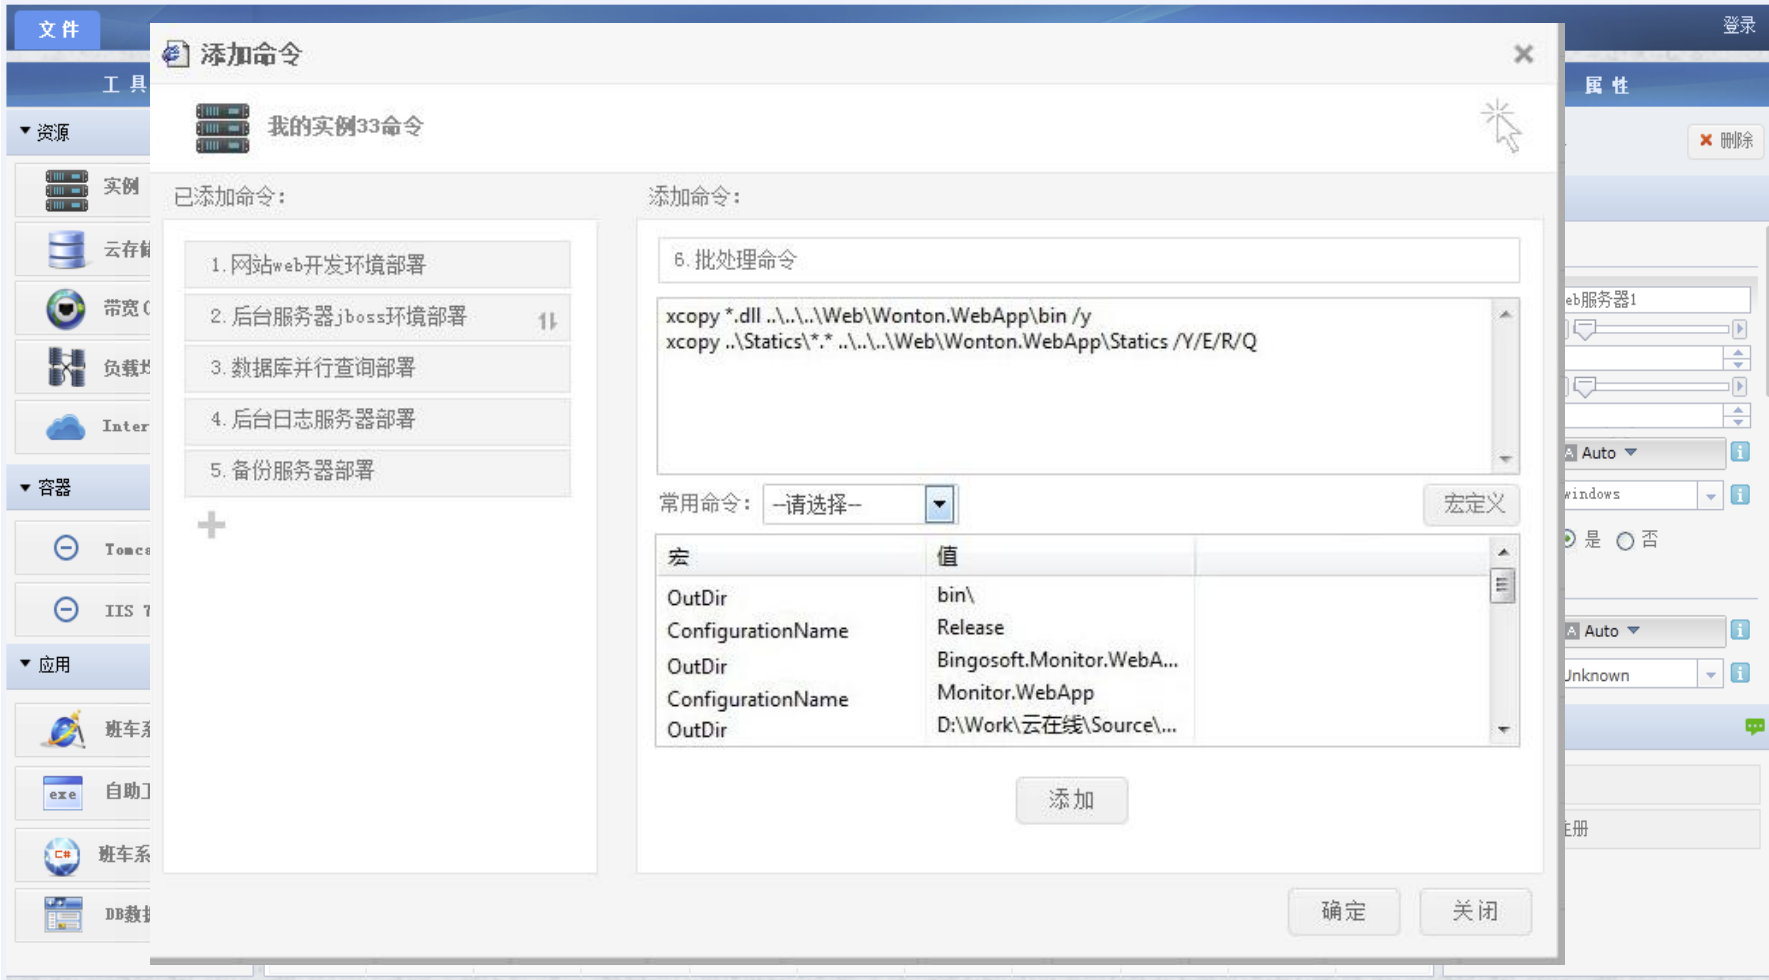 文件
登录
工具
属性
添加命令
我的实例33命令
资源
删除
实例
已添加命令：
添加命令：
云存储
1.网站web开发环境部署
6.批处理命令
带宽
eb服务器1
2.后台服务器jboss环境部署
xcopy *.dll ..\..\..\Web\Wonton.WebApp\bin /y
xcopy ..\Statics\*.* ..\..\..\Web\Wonton.WebApp\Statics /Y/E/R/Q
3.数据库并行查询部署
负载
4.后台日志服务器部署
Inter
Auto
5.备份服务器部署
容器
常用命令：
--请选择--
宏定义
windows
是
否
宏
值
Tomca
OutDir
bin\
ConfigurationName
Release
IIS
Auto
OutDir
Bingosoft.Monitor.WebA...
应用
Unknown
ConfigurationName
Monitor.WebApp
OutDir
D:\Work\云在线\Source\...
班车系
exe
自助工
添加
注册
C#
班车系
DB数据
确定
关闭